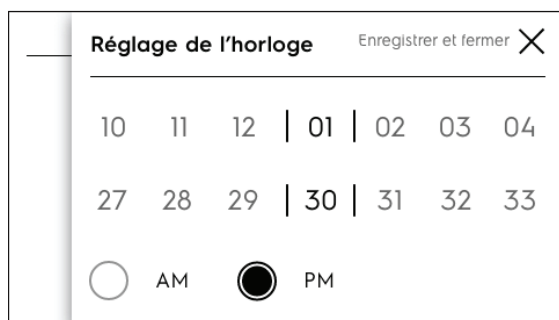 Réglage de l'horloge Enregistrer et fermer
10 11 12 01 02 03 04
27 28 29 30 31 32 33
AM PM